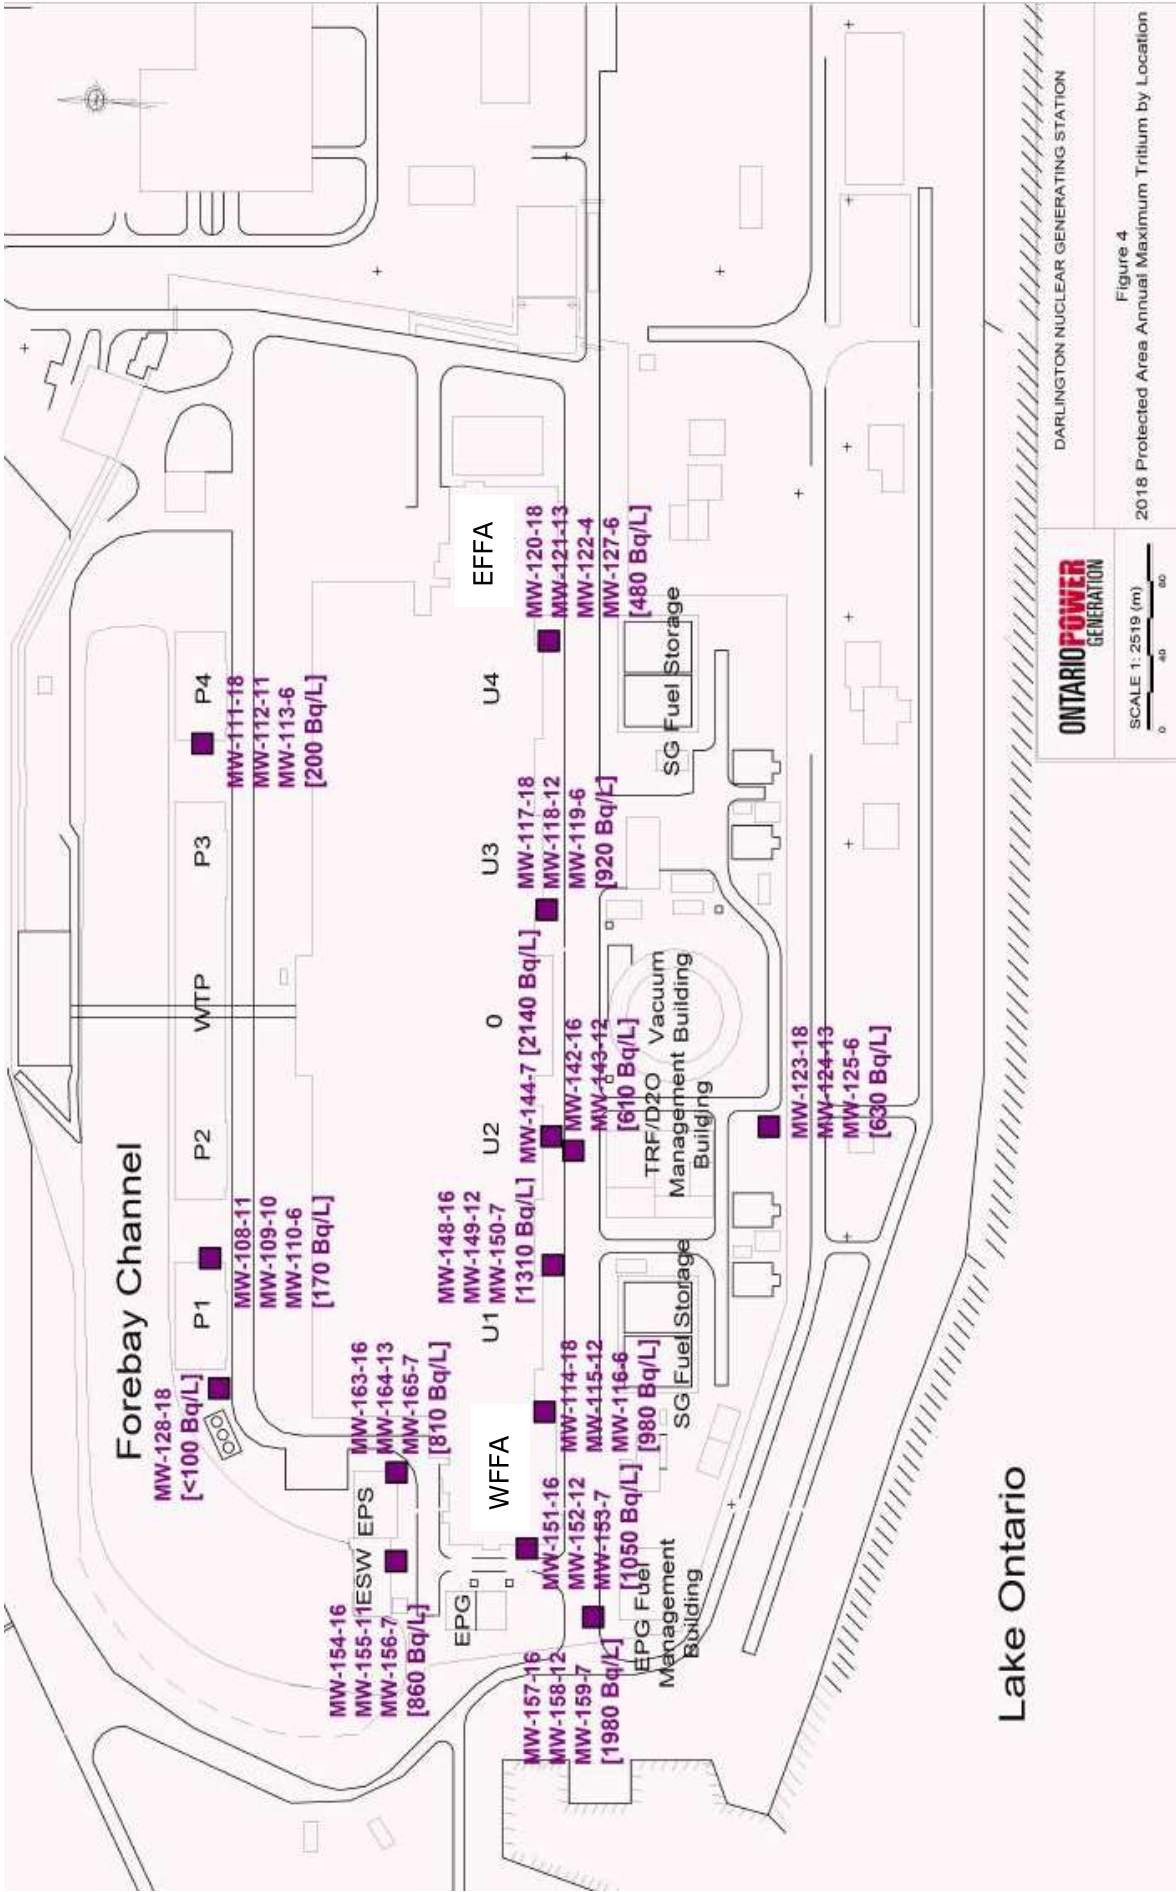 Forebay Channel
MW-128-18
[<100 Bq/L]
P1
MW-108-11
MW-109-10
MW-110-6
[170 Bq/L]
P2
WTP
P3
P4
MW-111-18
MW-112-11
MW-113-6
[200 Bq/L]
MW-154-16
MW-155-11
MW-156-7
[860 Bq/L]
ESW
EPS
MW-163-16
MW-164-13
MW-165-7
[810 Bq/L]
EPG
WFFA
U1
MW-148-16
MW-149-12
MW-150-7
[1310 Bq/L]
U2
0
U3
U4
EFFA
MW-144-7 [2140 Bq/L]
MW-142-16
MW-143-12
[610 Bq/L]
MW-117-18
MW-118-12
MW-119-6
[920 Bq/L]
MW-120-18
MW-121-13
MW-122-4
MW-127-6
[480 Bq/L]
MW-157-16
MW-158-12
MW-159-7
[1980 Bq/L]
MW-151-16
MW-152-12
MW-153-7
[1050 Bq/L]
MW-114-18
MW-115-12
MW-116-6
[980 Bq/L]
EPG Fuel
Management
Building
SG Fuel Storage
TRF/D2O
Management
Building
Vacuum
Building
SG Fuel Storage
MW-123-18
MW-124-13
MW-125-6
[630 Bq/L]
Lake Ontario
ONTARIOPOWER
GENERATION
SCALE 1: 2519 (m)
0 40 80
DARLINGTON NUCLEAR GENERATING STATION
Figure 4
2018 Protected Area Annual Maximum Tritium by Location